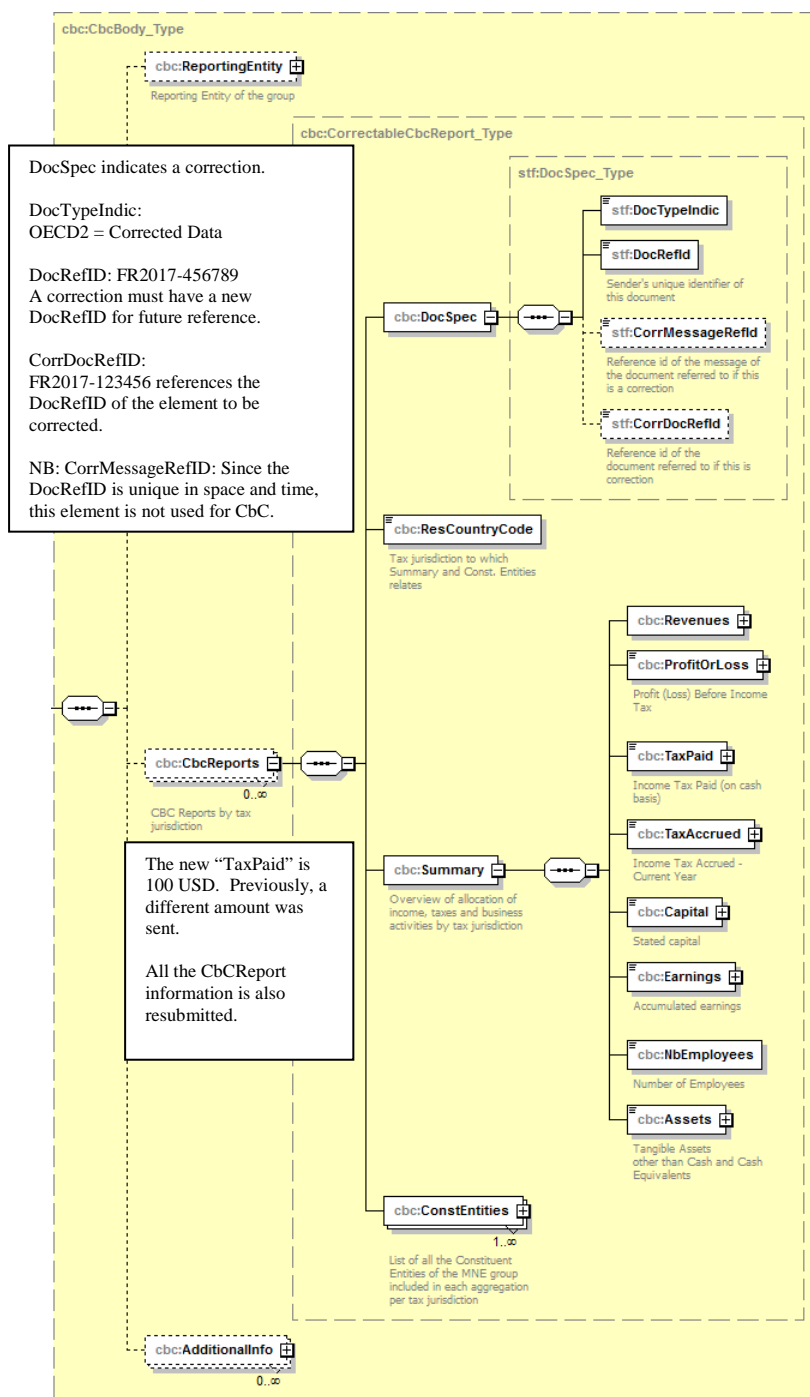 cbc:CbcBody_Type
cbc:ReportingEntity
Reporting Entity of the group
cbc:CorrectableCbcReport_Type
DocSpec indicates a correction.
DocTypeIndic:
OECD2 = Corrected Data
DocRefID: FR2017-456789
A correction must have a new
DocRefID for future reference.
CorrDocRefID:
FR2017-123456 references the
DocRefID of the element to be
corrected.
NB: CorrMessageRefID: Since the
DocRefID is unique in space and time,
this element is not used for CbC.
stf:DocSpec_Type
stf:DocTypeIndic
stf:DocRefId
Sender's unique identifier of
this document
cbc:DocSpec
stf:CorrMessageRefId
Reference id of the message of
the document referred to if this
is a correction
stf:CorrDocRefId
Reference id of the
document referred to if this is
correction
cbc:ResCountryCode
Tax jurisdiction to which
Summary and Const. Entities
relates
cbc:Revenues
cbc:ProfitOrLoss
Profit (Loss) Before Income
Tax
cbc:CbcReports
0..∞
CBC Reports by tax
jurisdiction
cbc:TaxPaid
Income Tax Paid (on cash
basis)
cbc:TaxAccrued
Income Tax Accrued -
Current Year
The new “TaxPaid” is
100 USD. Previously, a
different amount was
sent.
All the CbCReport
information is also
resubmitted.
cbc:Summary
Overview of allocation of
income, taxes and business
activities by tax jurisdiction
cbc:Capital
Stated capital
cbc:Earnings
Accumulated earnings
cbc:NbEmployees
Number of Employees
cbc:Assets
Tangible Assets
other than Cash and Cash
Equivalents
cbc:ConstEntities
1..∞
List of all the Constituent
Entities of the MNE group
included in each aggregation
per tax jurisdiction
cbc:AdditionalInfo
0..∞